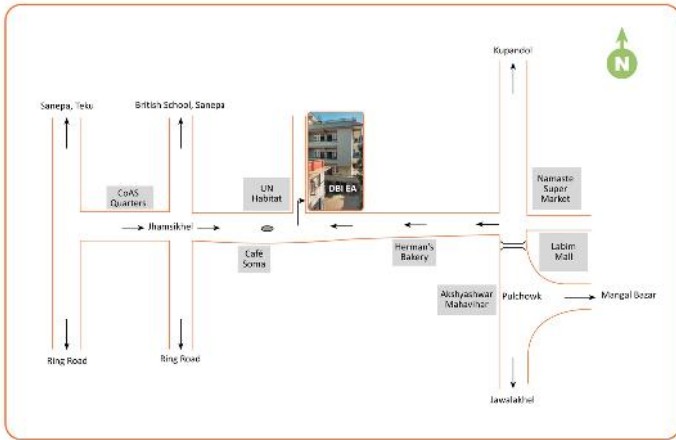 Kupandol
N
Sanepa, Teku
British School, Sanepa
CoAS
Quarters
UN
Habitat
DBI EA
Namaste
Super
Market
Jhamsikhel
Café
Soma
Herman's
Bakery
Labim
Mall
Akshyashwar
Mahavihar
Pulchowk
Mangal Bazar
Ring Road
Ring Road
Jawalakhel